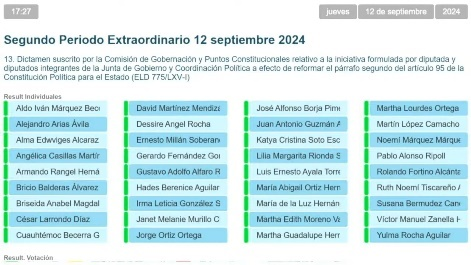 17:27
jueves 12 de septiembre 2024
Segundo Periodo Extraordinario 12 septiembre 2024
13. Dictamen suscrito por la Comisión de Gobernación y Puntos Constitucionales relativo a la iniciativa formulada por diputada y
diputados integrantes de la Junta de Gobierno y Coordinación Política a efecto de reformar el párrafo segundo del artículo 95 de la
Constitución Política para el Estado (ELD 775/LXV-I)
Result Individuales
Aldo Iván Márquez Bec David Martínez Mendiza José Alfonso Borja Pime Martha Lourdes Ortega
Alejandro Arias Ávila Dessire Angel Rocha Juan Antonio Guzmán A Martín López Camacho
Alma Edwviges Alcaraz Ernesto Millán Soberan Katya Cristina Soto Esc Noemí Márquez Márque
Angélica Casillas Martír Gerardo Fernández Gor Lilia Margarita Rionda S Pablo Alonso Ripoll
Armando Rangel Herná Gustavo Adolfo Alfaro R Luis Ernesto Ayala Torre Rolando Fortino Alcánta
Bricio Balderas Álvarez Hades Berenice Aguilar María Abigail Ortiz Hern Ruth Noemí Tiscareño A
Briseida Anabel Magdal Irma Leticia González S María de la Luz Hernán Susana Bermudez Cano
César Larrondo Díaz Janet Melanie Murillo C Martha Edith Moreno Va Víctor Manuel Zanella H
Cuauhtémoc Becerra G Jorge Ortiz Ortega Martha Guadalupe Herr Yulma Rocha Aguilar
Result. Votación